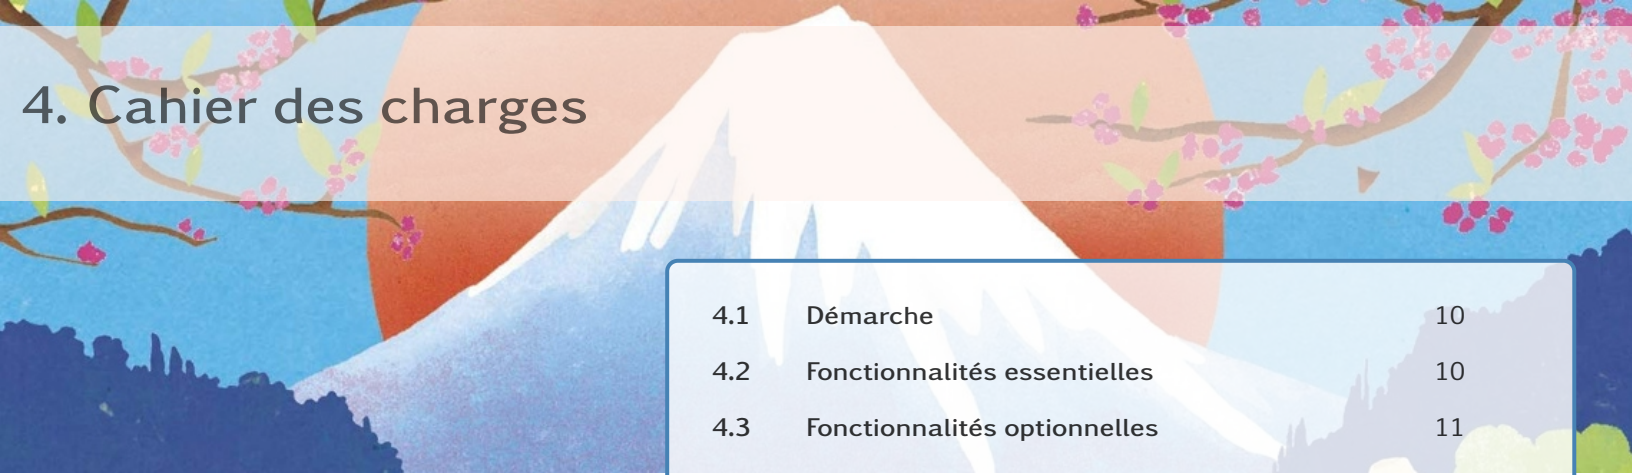 4. Cahier des charges
4.1 Démarche 10
4.2 Fonctionnalités essentielles 10
4.3 Fonctionnalités optionnelles 11